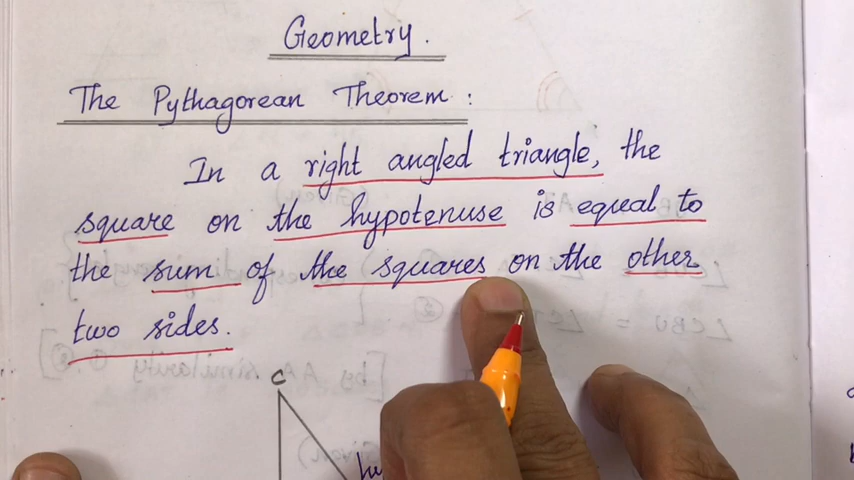 Geometry.
The Pythagorean Theorem :
In a right angled triangle, the
square on the hypotenuse is equal to
the sum of the squares on the other
two sides.
C